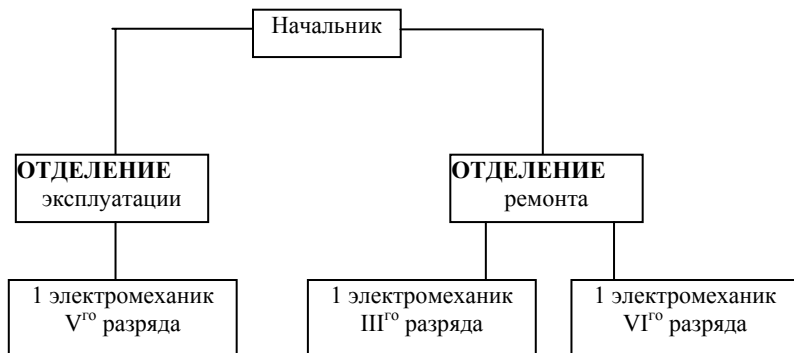 Начальник
ОТДЕЛЕНИЕ
эксплуатации
ОТДЕЛЕНИЕ
ремонта
1 электромеханик
Vго разряда
1 электромеханик
IIIго разряда
1 электромеханик
VIго разряда